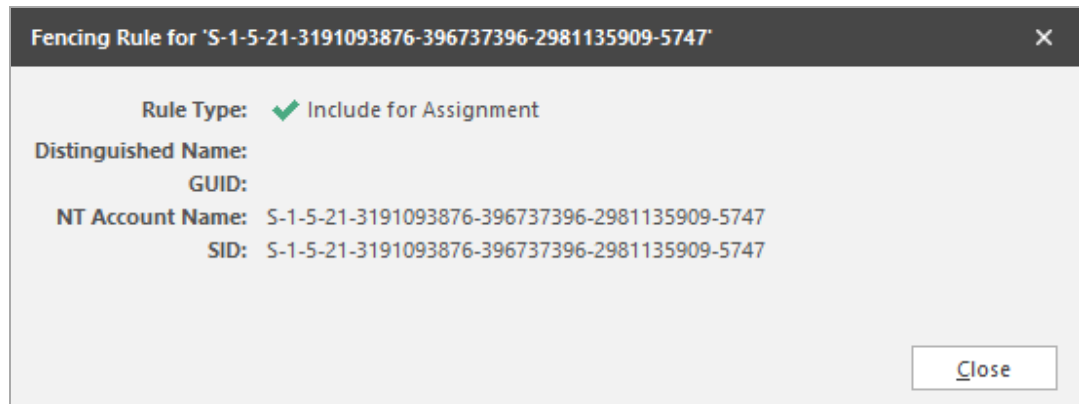 Fencing Rule for 'S-1-5-21-3191093876-396737396-2981135909-5747'
Rule Type: Include for Assignment
Distinguished Name:
GUID:
NT Account Name: S-1-5-21-3191093876-396737396-2981135909-5747
SID: S-1-5-21-3191093876-396737396-2981135909-5747
Close